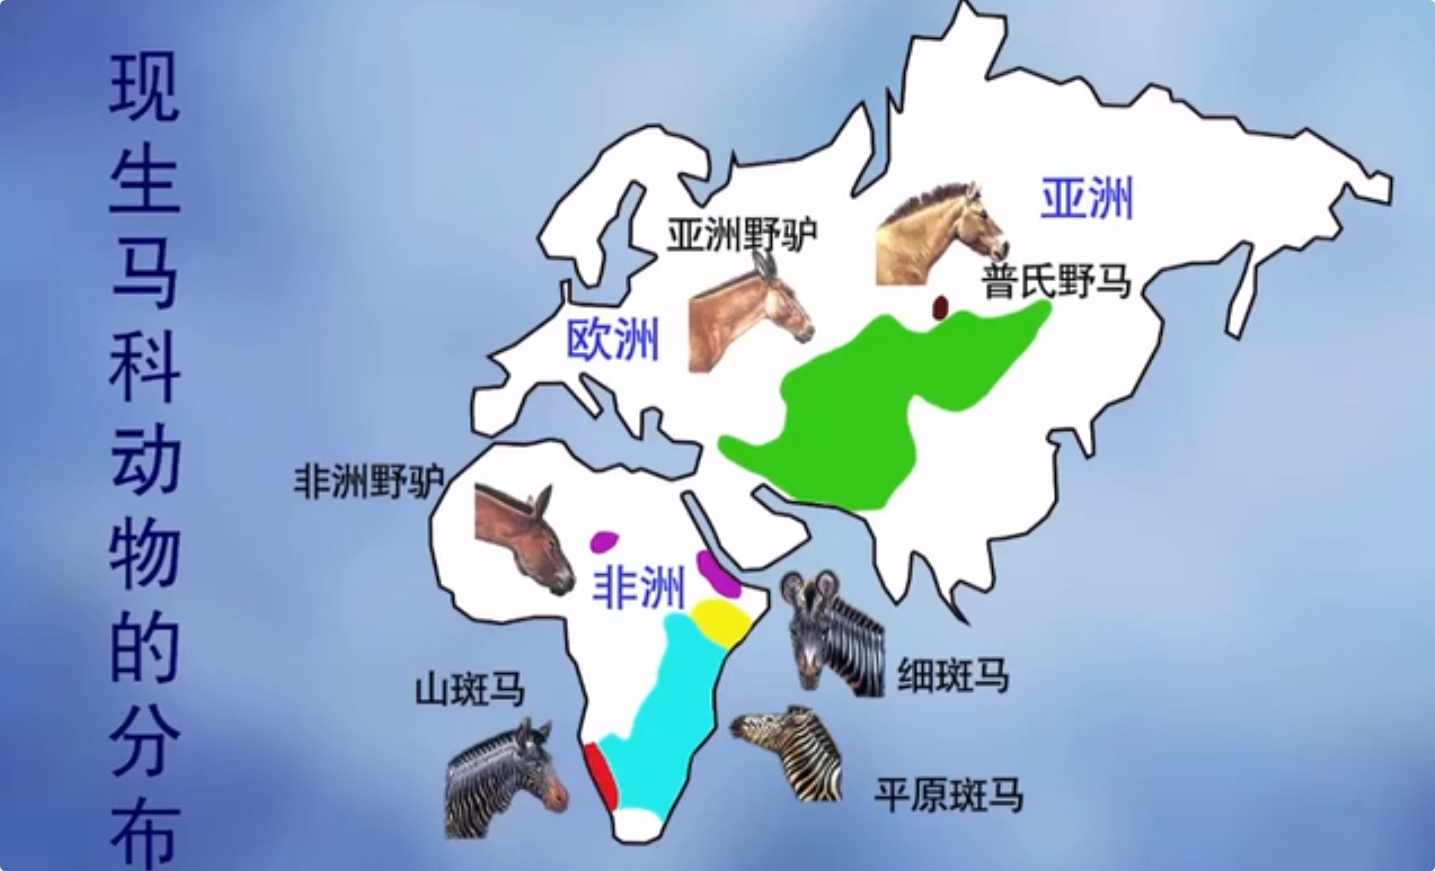 现生马科动物的分布
亚洲
亚洲野驴
普氏野马
欧洲
非洲野驴
非洲
山斑马
细斑马
平原斑马